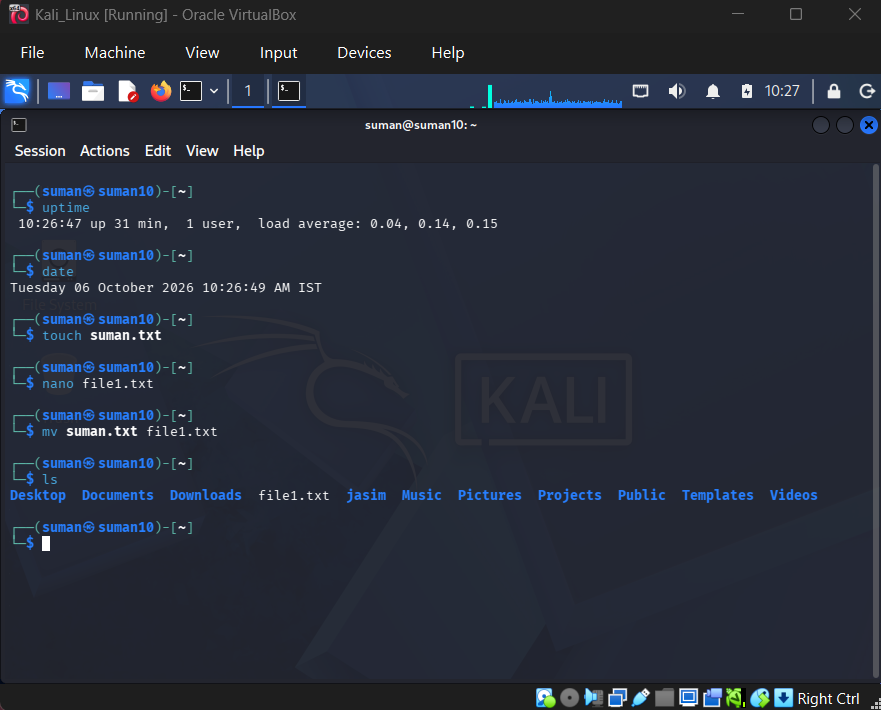 Kali_Linux [Running] - Oracle VirtualBox
File Machine View Input Devices Help
1 10:27
suman@suman10: ~
Session Actions Edit View Help
┌──(suman㉿suman10)-[~]
└─$ uptime
 10:26:47 up 31 min,  1 user,  load average: 0.04, 0.14, 0.15
┌──(suman㉿suman10)-[~]
└─$ date
Tuesday 06 October 2026 10:26:49 AM IST
File System
┌──(suman㉿suman10)-[~]
└─$ touch suman.txt
┌──(suman㉿suman10)-[~]
└─$ nano file1.txt
┌──(suman㉿suman10)-[~]
└─$ mv suman.txt file1.txt
KALI
┌──(suman㉿suman10)-[~]
└─$ ls
Desktop  Documents  Downloads  file1.txt  jasim  Music  Pictures  Projects  Public  Templates  Videos
┌──(suman㉿suman10)-[~]
└─$
Right Ctrl